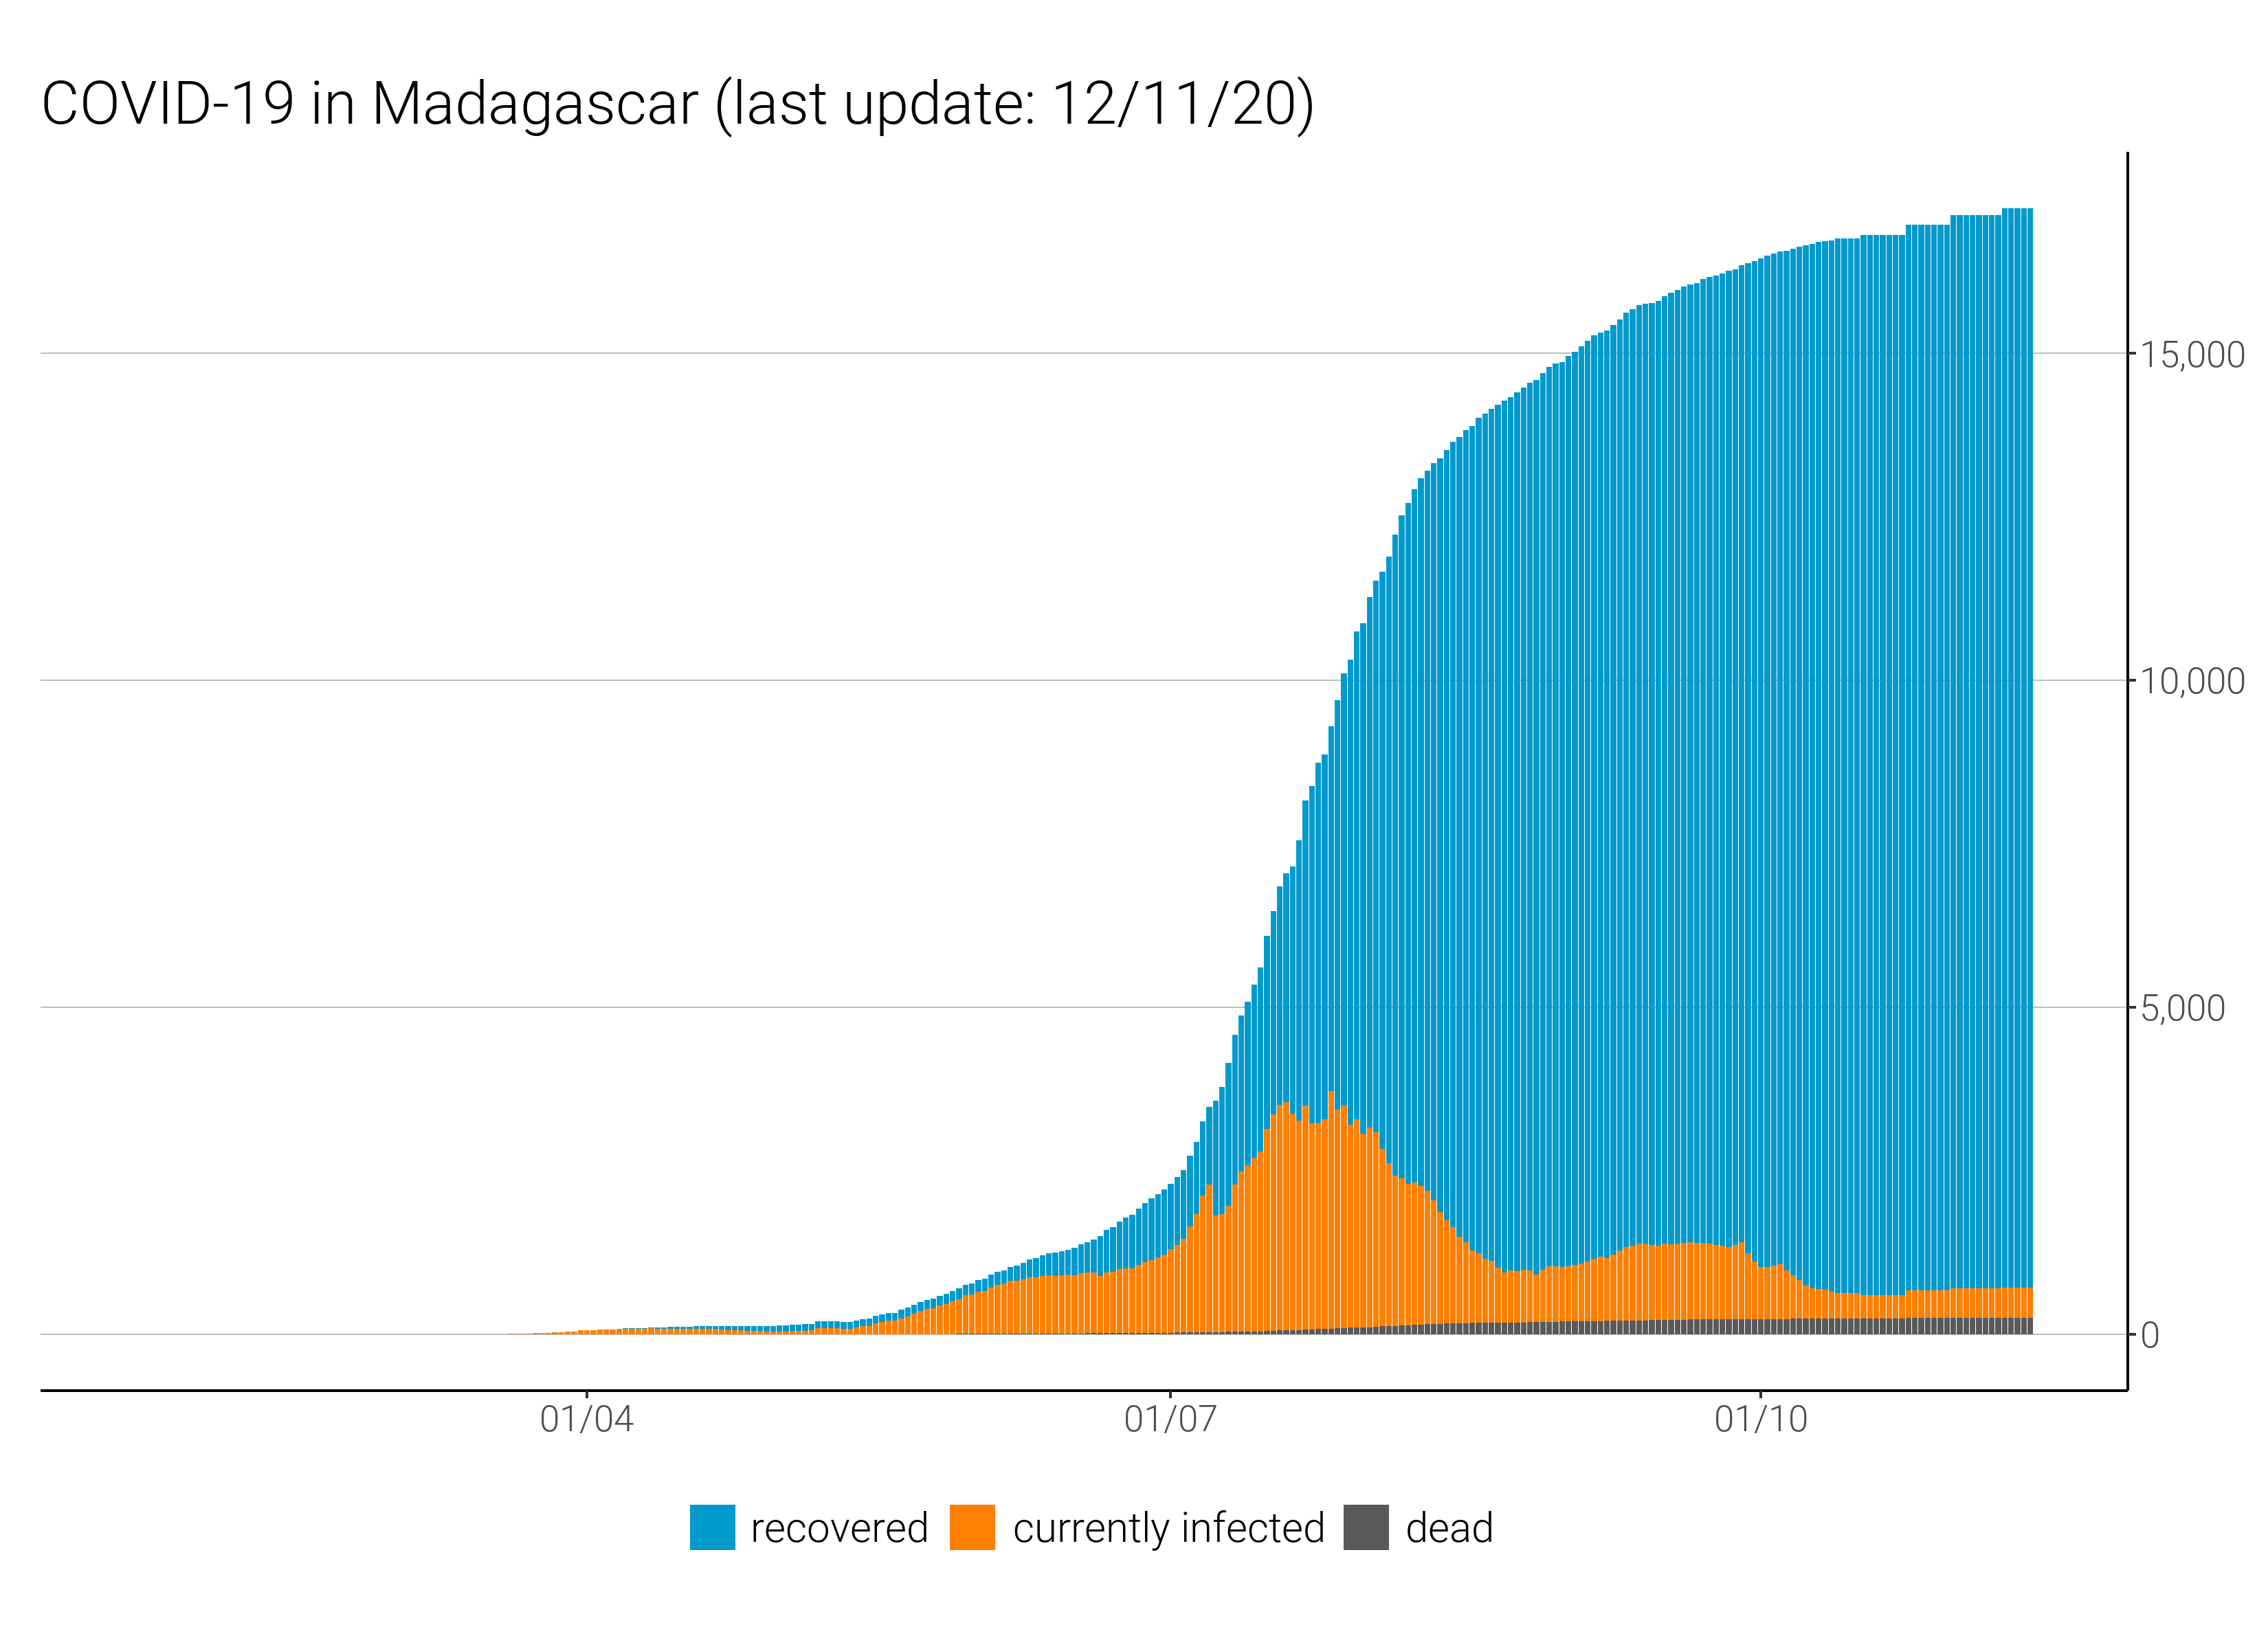 COVID-19 in Madagascar (last update: 12/11/20)
15,000
10,000
5,000
0
01/04 01/07 01/10
recovered currently infected dead